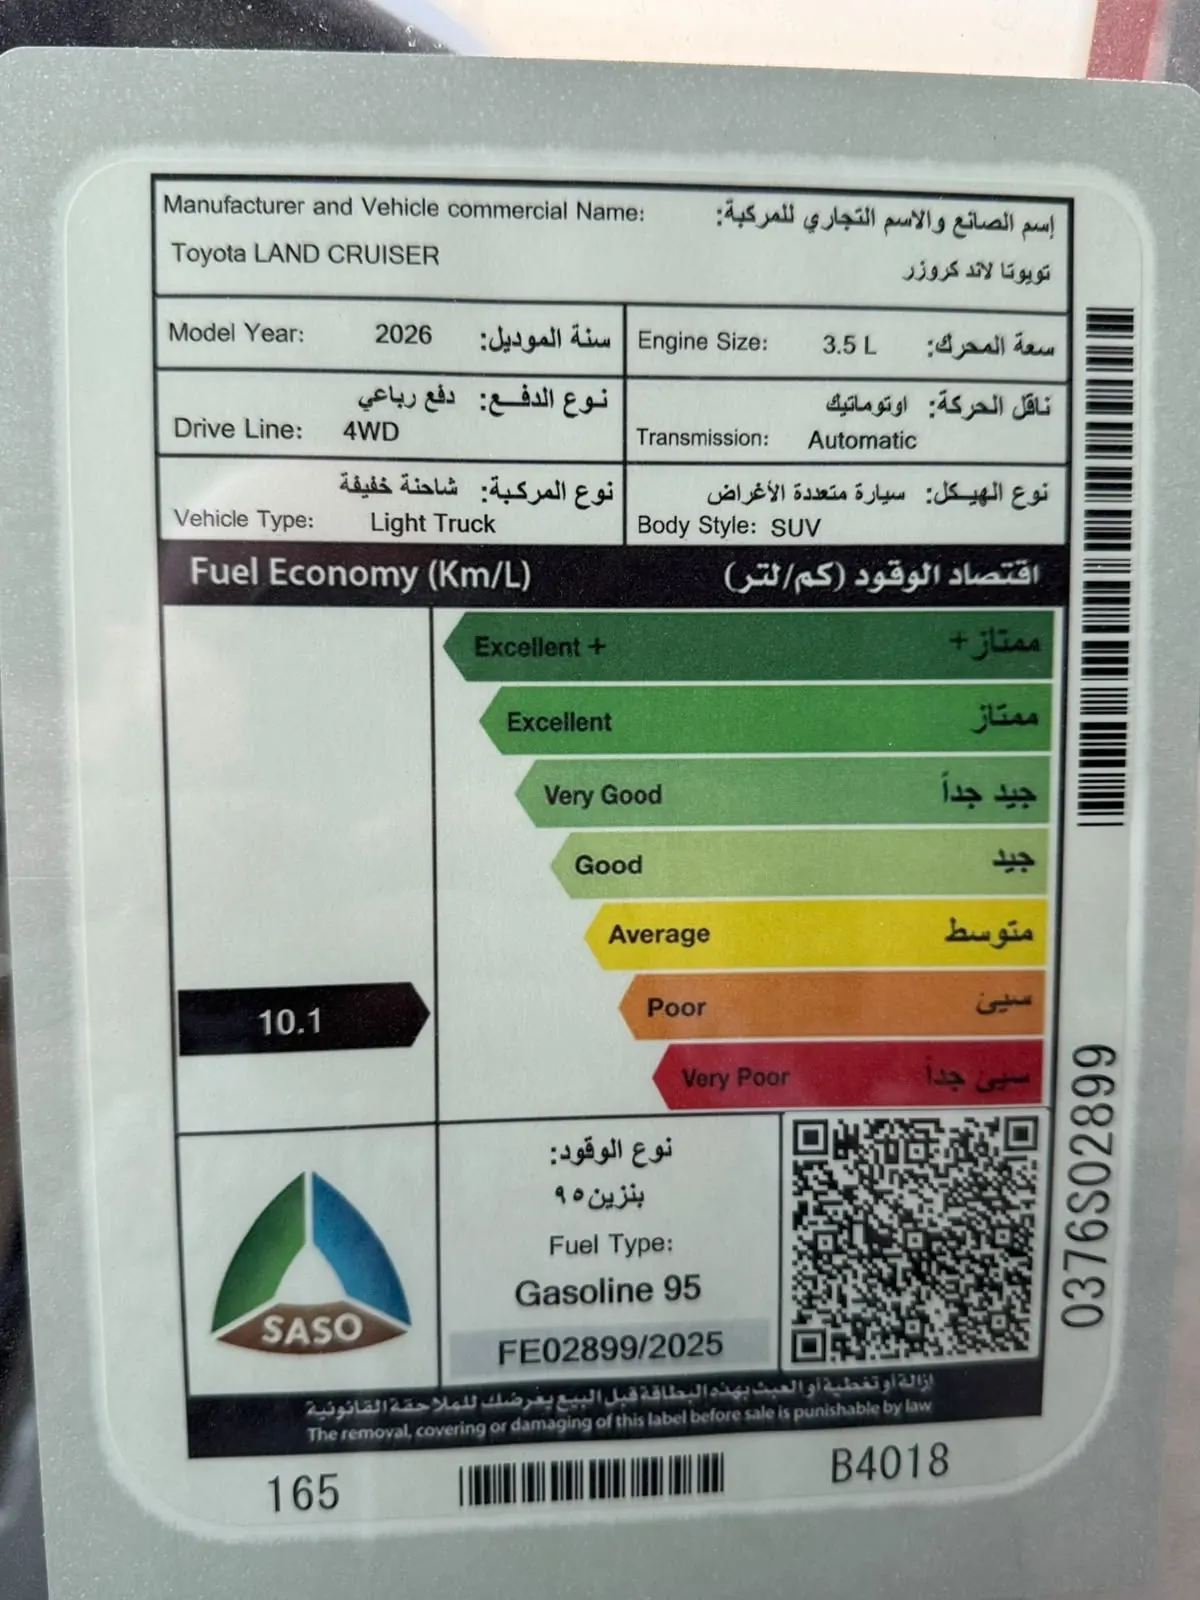 Manufacturer and Vehicle commercial Name: إسم الصانع والاسم التجاري للمركبة:
Toyota LAND CRUISER تويوتا لاند كروزر
Model Year: 2026 سنة الموديل:
Engine Size: 3.5 L سعة المحرك:
نوع الدفع: دفع رباعي
Drive Line: 4WD
ناقل الحركة: اوتوماتيك
Transmission: Automatic
نوع المركبة: شاحنة خفيفة
Vehicle Type: Light Truck
نوع الهيكل: سيارة متعددة الأغراض
Body Style: SUV
Fuel Economy (Km/L) اقتصاد الوقود (كم/لتر)
Excellent + ممتاز +
Excellent ممتاز
Very Good جيد جداً
Good جيد
Average متوسط
Poor سيئ
10.1
Very Poor سيئ جداً
نوع الوقود:
بنزين ٩٥
Fuel Type:
Gasoline 95
FE02899/2025
SASO
0376S02899
ازالة او تغطية أو العبث بهذه البطاقة قبل البيع يعرضك للملاحقة القانونية
The removal, covering or damaging of this label before sale is punishable by law
165
B4018